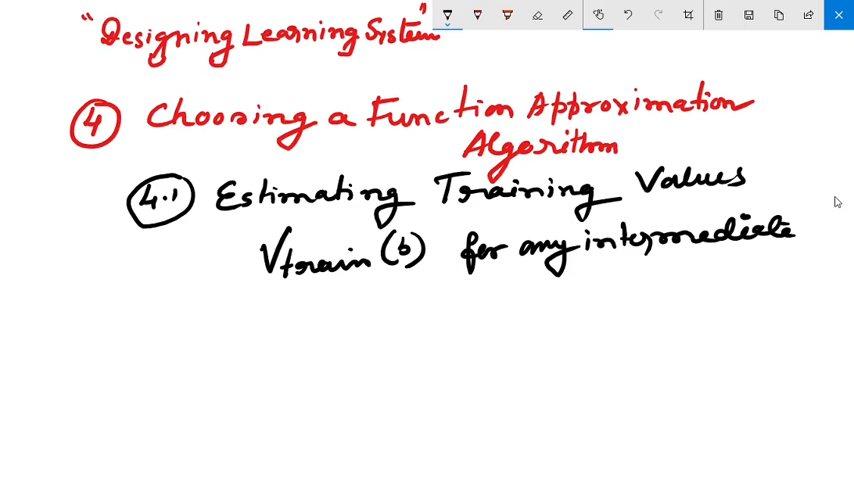 "Designing Learning System"
4 Choosing a Function Approximation
Algorithm
4.1 Estimating Training Values
Vtrain(b) for any intermediate